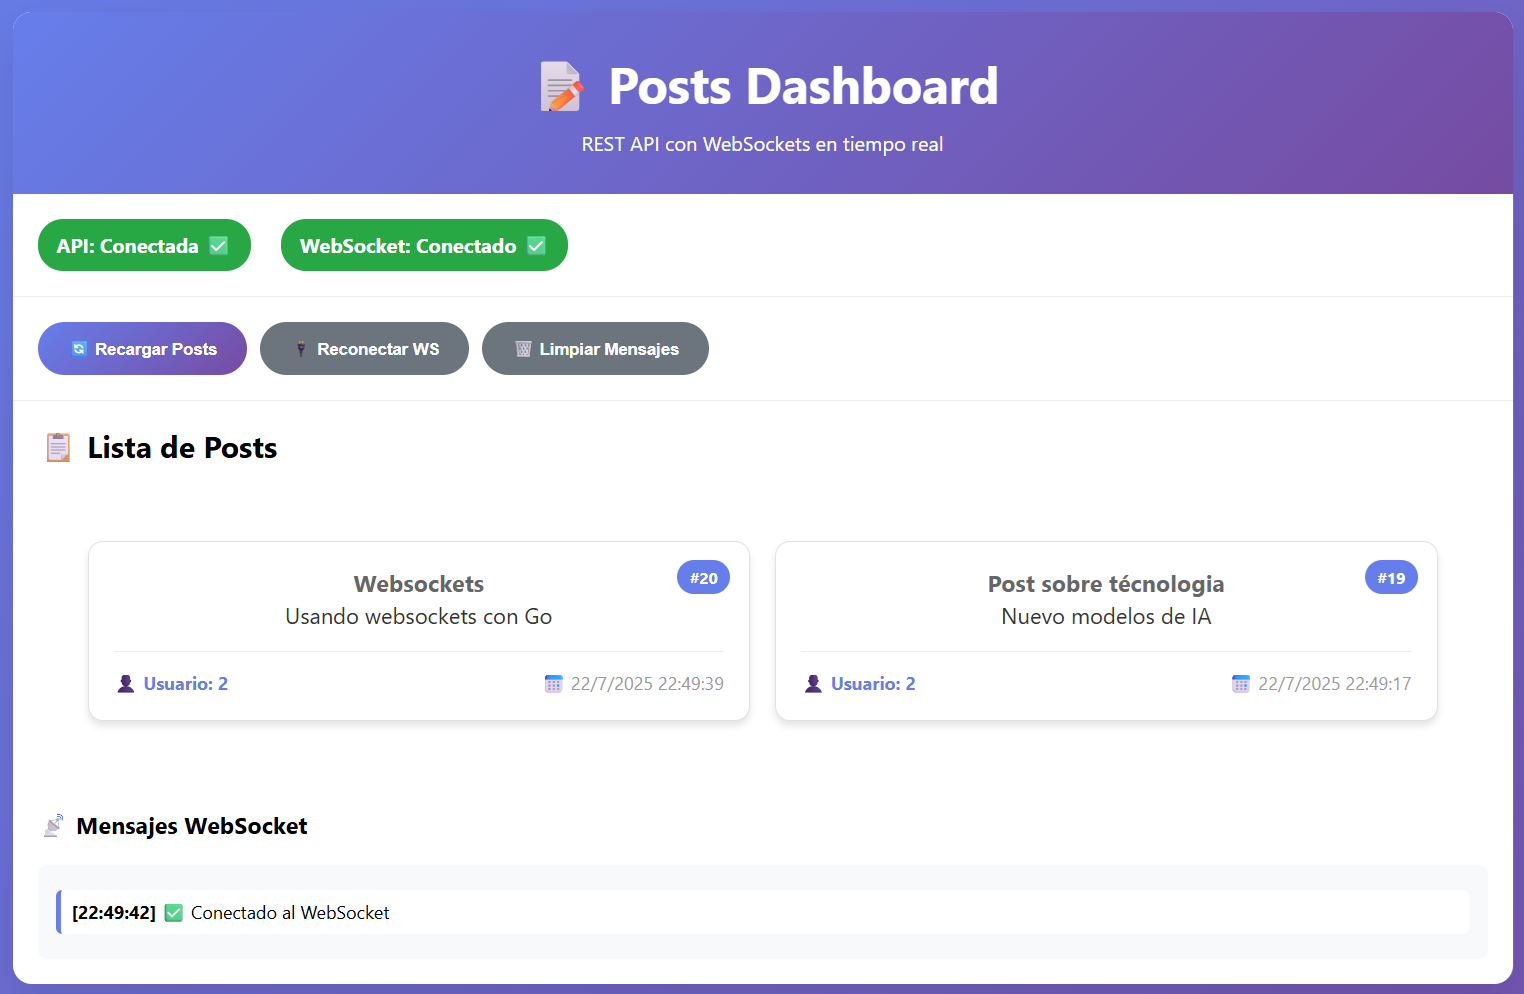 Posts Dashboard
REST API con WebSockets en tiempo real
API: Conectada ✅
WebSocket: Conectado ✅
Recargar Posts
Reconectar WS
Limpiar Mensajes
Lista de Posts
#20
Websockets
Usando websockets con Go
Usuario: 2
22/7/2025 22:49:39
#19
Post sobre técnologia
Nuevo modelos de IA
Usuario: 2
22/7/2025 22:49:17
Mensajes WebSocket
[22:49:42] ✅ Conectado al WebSocket